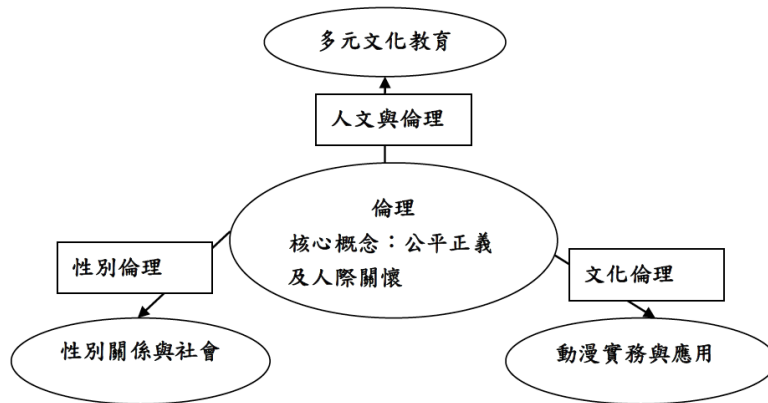 多元文化教育
人文與倫理
倫理
核心概念：公平正義
及人際關懷
性別倫理
文化倫理
性別關係與社會
動漫實務與應用